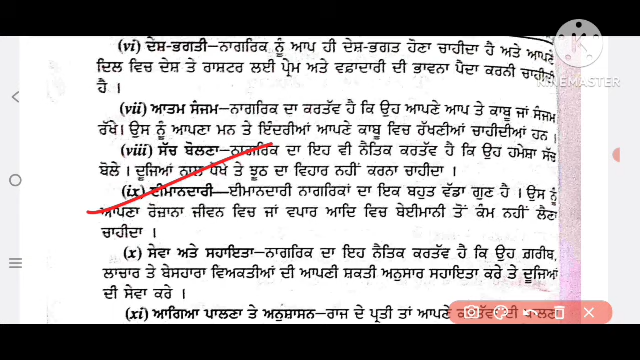 (vi) ਦੇਸ਼-ਭਗਤੀ–ਨਾਗਰਿਕ ਨੂੰ ਆਪ ਹੀ ਦੇਸ਼-ਭਗਤ ਹੋਣਾ ਚਾਹੀਦਾ ਹੈ ਅਤੇ ਆਪਣੇ
ਦਿਲ ਵਿਚ ਦੇਸ਼ ਤੇ ਰਾਸ਼ਟਰ ਲਈ ਪ੍ਰੇਮ ਅਤੇ ਵਫ਼ਾਦਾਰੀ ਦੀ ਭਾਵਨਾ ਪੈਦਾ ਕਰਨੀ ਚਾਹੀਦੀ
ਹੈ ।
(vii) ਆਤਮ ਸੰਜਮ–ਨਾਗਰਿਕ ਦਾ ਕਰਤੱਵ ਹੈ ਕਿ ਉਹ ਆਪਣੇ ਆਪ ਤੇ ਕਾਬੂ ਜਾਂ ਸੰਜਮ
ਰੱਖੇ। ਉਸ ਨੂੰ ਆਪਣਾ ਮਨ ਤੇ ਇੰਦਰੀਆਂ ਆਪਣੇ ਕਾਬੂ ਵਿਚ ਰੱਖਣੀਆਂ ਚਾਹੀਦੀਆਂ ਹਨ ।
(viii) ਸੱਚ ਬੋਲਣਾ–ਨਾਗਰਿਕ ਦਾ ਇਹ ਵੀ ਨੈਤਿਕ ਕਰਤੱਵ ਹੈ ਕਿ ਉਹ ਹਮੇਸ਼ਾ ਸੱਚ
ਬੋਲੇ । ਦੂਜਿਆਂ ਨਾਲ ਧੋਖੇ ਤੇ ਝੂਠ ਦਾ ਵਿਹਾਰ ਨਹੀਂ ਕਰਨਾ ਚਾਹੀਦਾ ।
(ix) ਈਮਾਨਦਾਰੀ–ਈਮਾਨਦਾਰੀ ਨਾਗਰਿਕਾਂ ਦਾ ਇਕ ਬਹੁਤ ਵੱਡਾ ਗੁਣ ਹੈ । ਉਸ ਨੂੰ
ਆਪਣਾ ਰੋਜ਼ਾਨਾ ਜੀਵਨ ਵਿਚ ਜਾਂ ਵਪਾਰ ਆਦਿ ਵਿਚ ਬੇਈਮਾਨੀ ਤੋਂ ਕੰਮ ਨਹੀਂ ਲੈਣਾ
ਚਾਹੀਦਾ ।
(x) ਸੇਵਾ ਅਤੇ ਸਹਾਇਤਾ–ਨਾਗਰਿਕ ਦਾ ਇਹ ਨੈਤਿਕ ਕਰਤੱਵ ਹੈ ਕਿ ਉਹ ਗ਼ਰੀਬ,
ਲਾਚਾਰ ਤੇ ਬੇਸਹਾਰਾ ਵਿਅਕਤੀਆਂ ਦੀ ਆਪਣੀ ਸ਼ਕਤੀ ਅਨੁਸਾਰ ਸਹਾਇਤਾ ਕਰੇ ਤੇ ਦੂਜਿਆਂ
ਦੀ ਸੇਵਾ ਕਰੇ ।
(xi) ਆਗਿਆ ਪਾਲਣਾ ਤੇ ਅਨੁਸ਼ਾਸਨ–ਰਾਜ ਦੇ ਪ੍ਰਤੀ ਤਾਂ ਆਪਣੇ
KINEMASTER